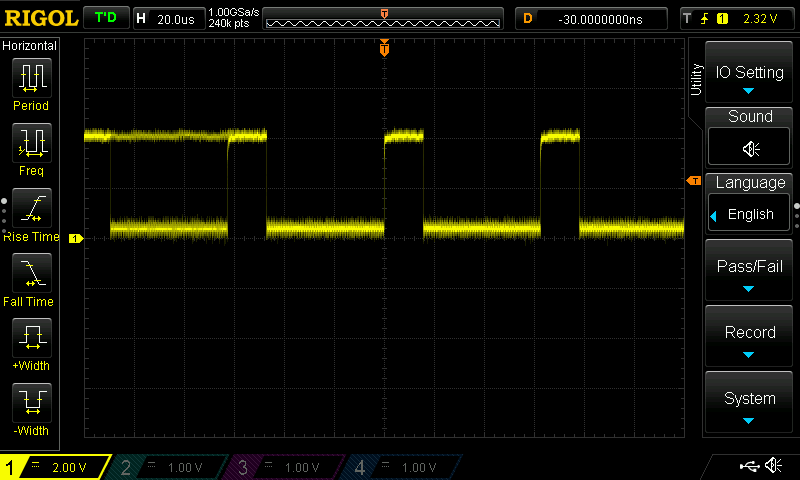 RIGOL T'D H 20.0us 1.00GSa/s 240k pts T D -30.0000000ns T 1 2.32 V
Horizontal
Period
Freq
Rise Time
Fall Time
+Width
-Width
T
T
1
Utility
IO Setting
Sound
Language
English
Pass/Fail
Record
System
1 2.00 V 2 1.00 V 3 1.00 V 4 1.00 V